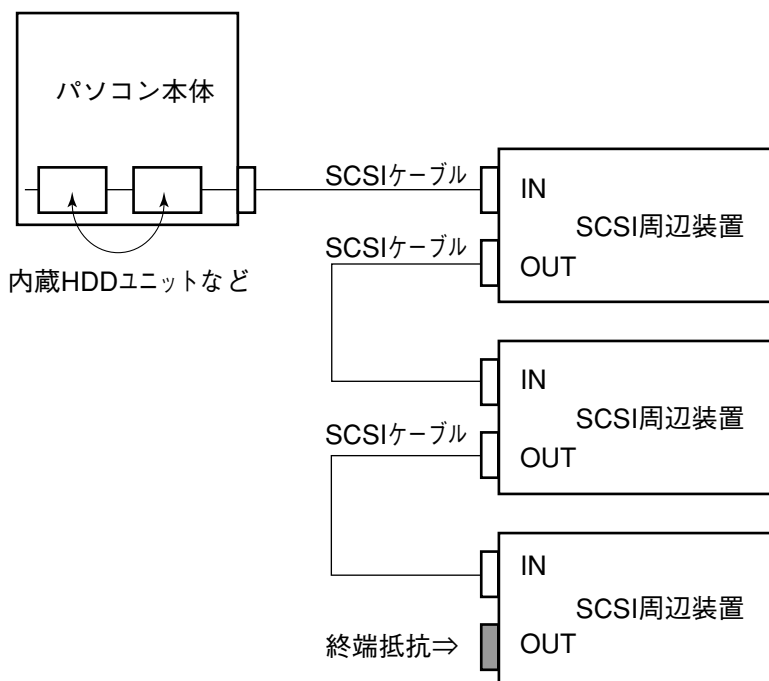 パソコン本体
SCSIケーブル
IN
SCSI周辺装置
SCSIケーブル
OUT
内蔵HDDユニットなど
IN
SCSI周辺装置
SCSIケーブル
OUT
IN
SCSI周辺装置
終端抵抗⇒
OUT